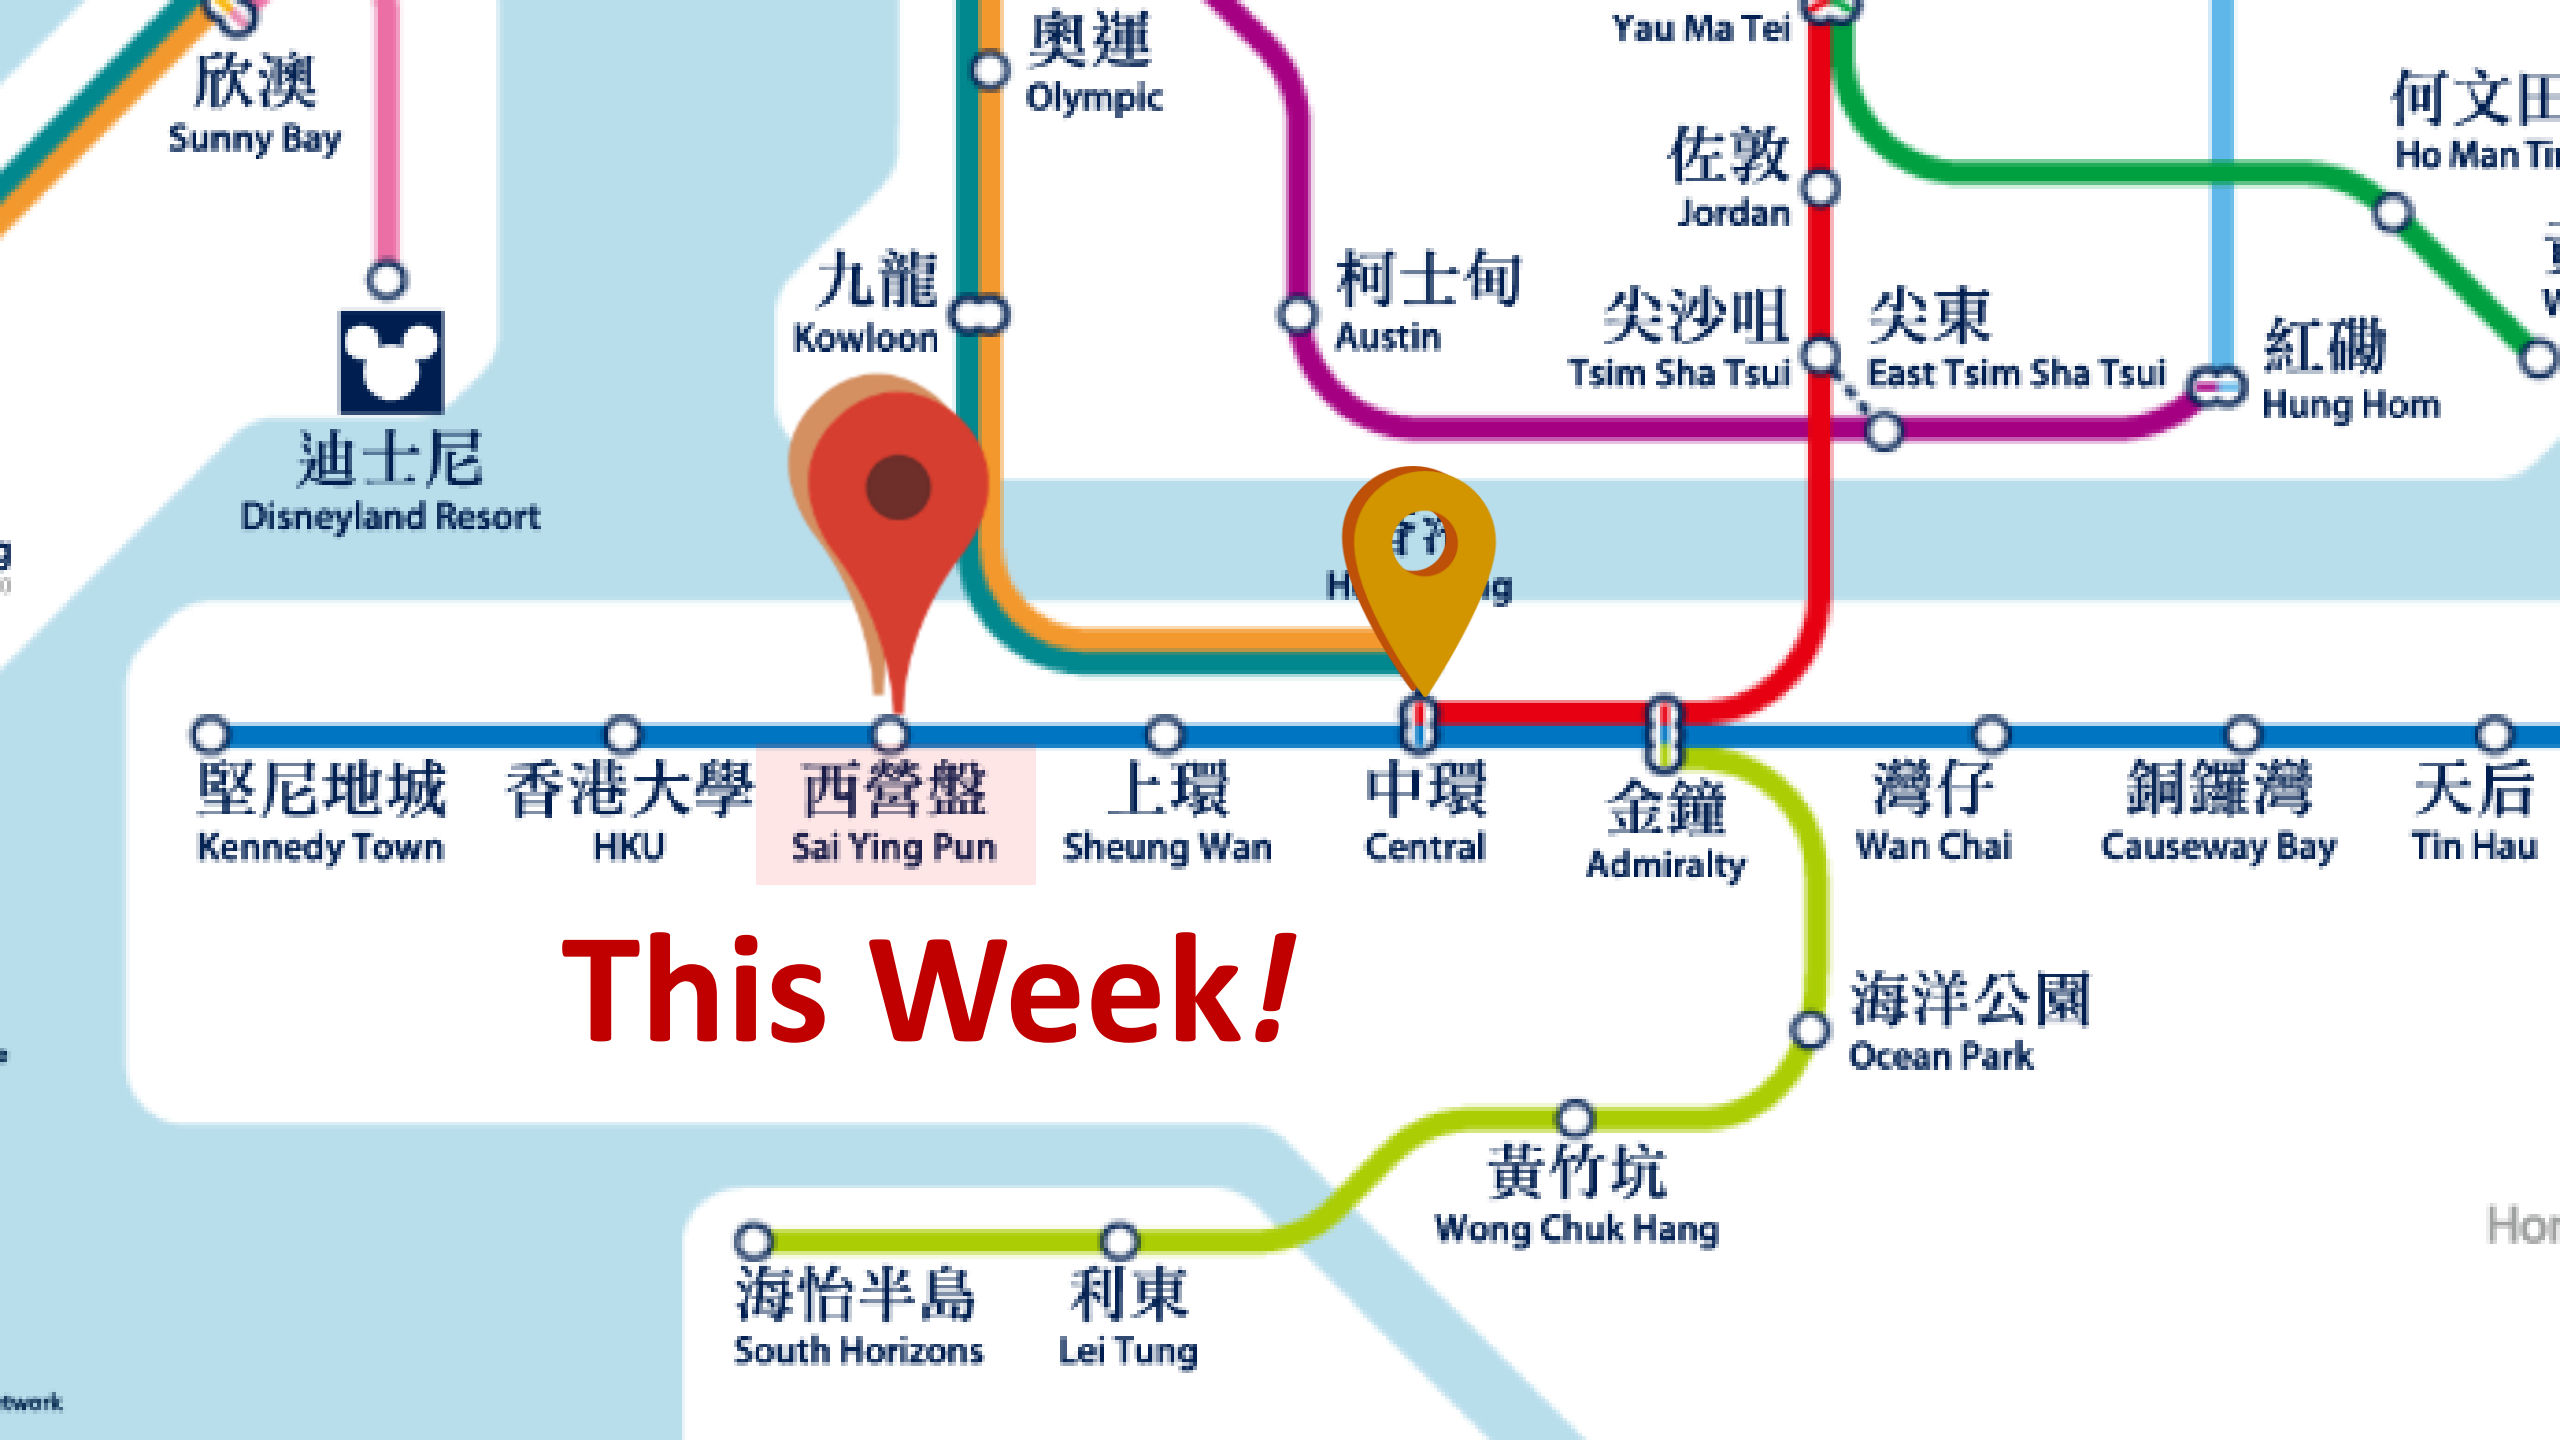 Yau Ma Tei
奧運
Olympic
欣澳
Sunny Bay
何文田
Ho Man
佐敦
Jordan
九龍
Kowloon
柯士甸
Austin
尖沙咀
Tsim Sha Tsui
尖東
East Tsim Sha Tsui
紅磡
Hung Hom
迪士尼
Disneyland Resort
堅尼地城
Kennedy Town
香港大學
HKU
西營盤
Sai Ying Pun
上環
Sheung Wan
中環
Central
金鐘
Admiralty
灣仔
Wan Chai
銅鑼灣
Causeway Bay
天后
Tin Hau
This Week!
海洋公園
Ocean Park
黃竹坑
Wong Chuk Hang
海怡半島
South Horizons
利東
Lei Tung